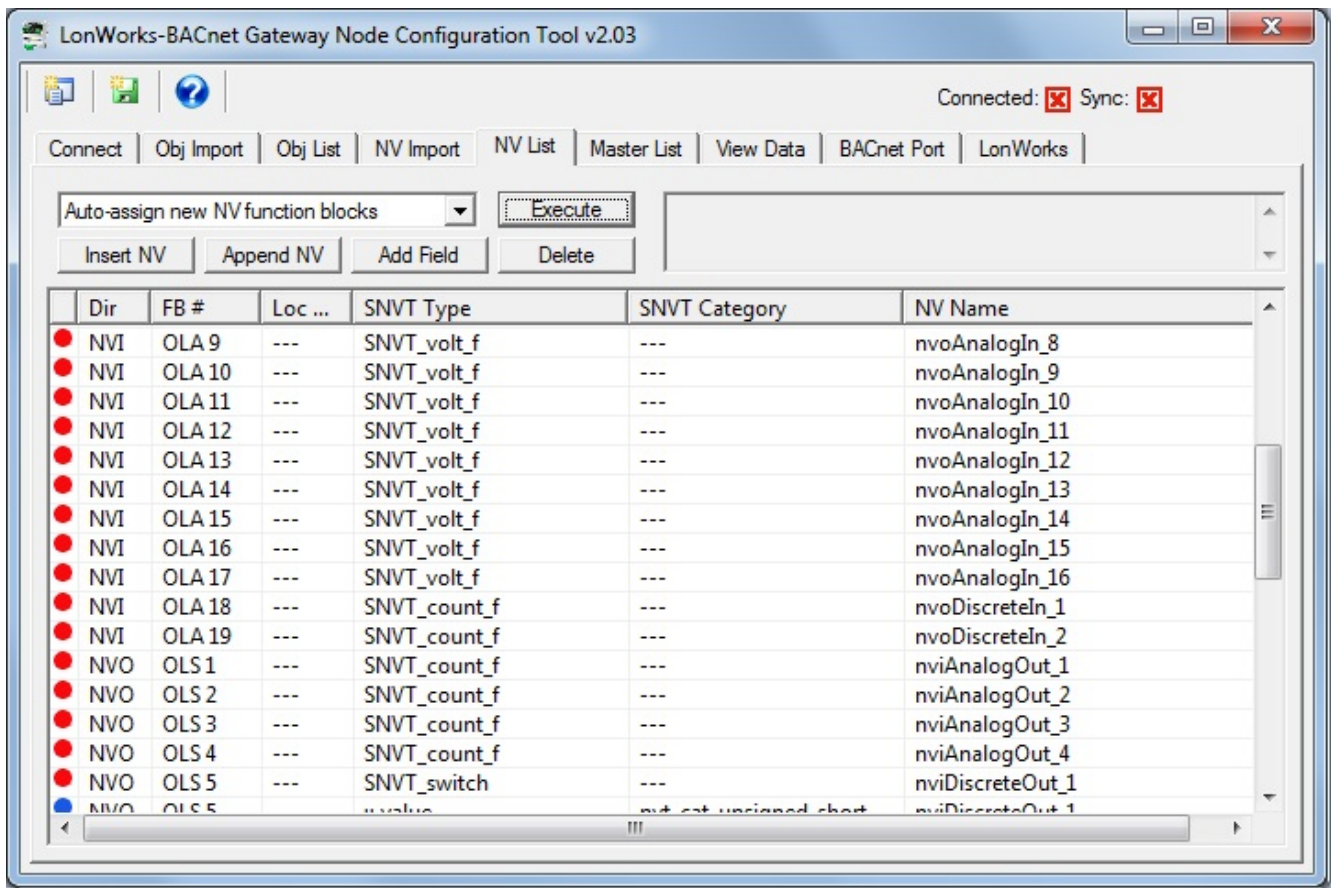 LonWorks-BACnet Gateway Node Configuration Tool v2.03
Connected: Sync:
Connect Obj Import Obj List NV Import NV List Master List View Data BACnet Port LonWorks
Auto-assign new NV function blocks Execute
Insert NV Append NV Add Field Delete
Dir FB # Loc ... SNVT Type SNVT Category NV Name
NVI OLA 9 --- SNVT_volt_f --- nvoAnalogIn_8
NVI OLA 10 --- SNVT_volt_f --- nvoAnalogIn_9
NVI OLA 11 --- SNVT_volt_f --- nvoAnalogIn_10
NVI OLA 12 --- SNVT_volt_f --- nvoAnalogIn_11
NVI OLA 13 --- SNVT_volt_f --- nvoAnalogIn_12
NVI OLA 14 --- SNVT_volt_f --- nvoAnalogIn_13
NVI OLA 15 --- SNVT_volt_f --- nvoAnalogIn_14
NVI OLA 16 --- SNVT_volt_f --- nvoAnalogIn_15
NVI OLA 17 --- SNVT_volt_f --- nvoAnalogIn_16
NVI OLA 18 --- SNVT_count_f --- nvoDiscreteIn_1
NVI OLA 19 --- SNVT_count_f --- nvoDiscreteIn_2
NVO OLS 1 --- SNVT_count_f --- nviAnalogOut_1
NVO OLS 2 --- SNVT_count_f --- nviAnalogOut_2
NVO OLS 3 --- SNVT_count_f --- nviAnalogOut_3
NVO OLS 4 --- SNVT_count_f --- nviAnalogOut_4
NVO OLS 5 --- SNVT_switch --- nviDiscreteOut_1
NVO OLS 5 nviDiscreteOut_1